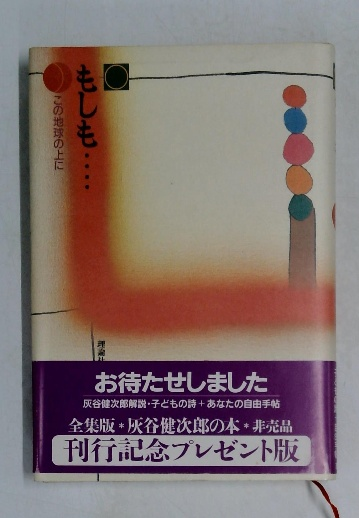 もしも‥‥
この地球の上に
理論社
お待たせしました
灰谷健次郎解説・子どもの詩＋あなたの自由手帖
全集版＊灰谷健次郎の本＊非売品
刊行記念プレゼント版